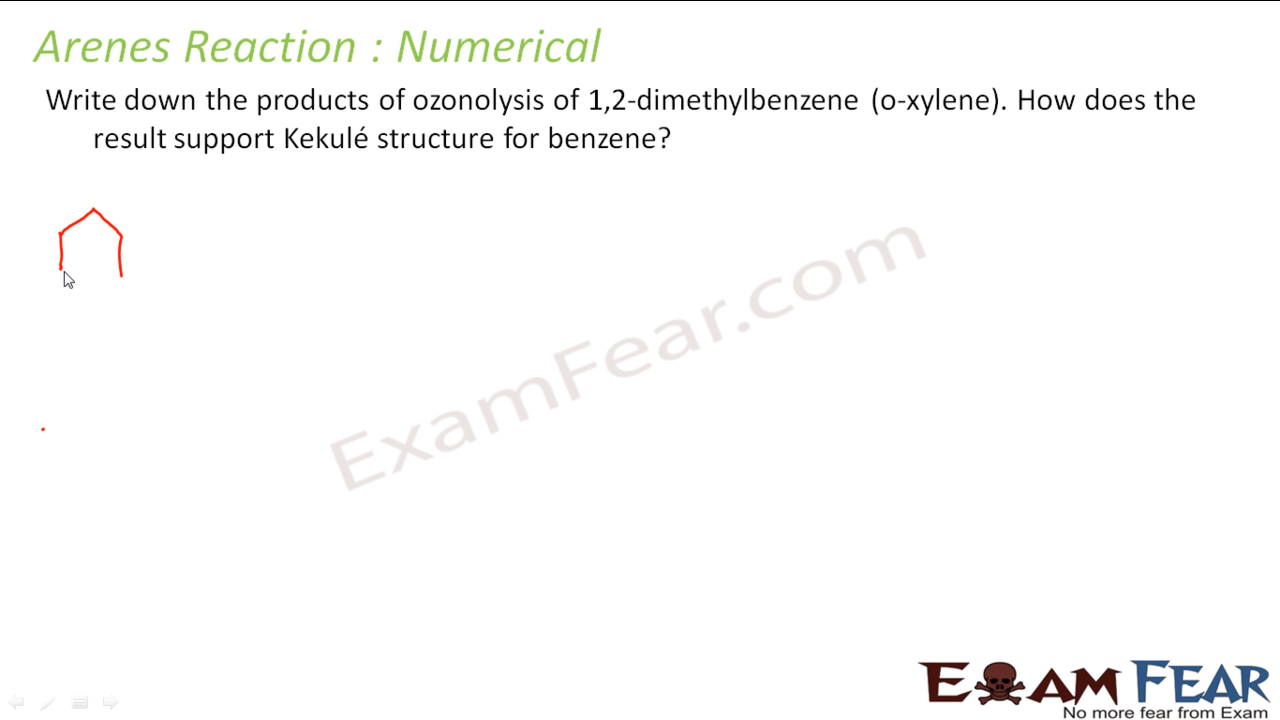 Arenes Reaction : Numerical
Write down the products of ozonolysis of 1,2-dimethylbenzene (o-xylene). How does the
result support Kekulé structure for benzene?
ExamFear.com
EXAM FEAR
No more fear from Exam